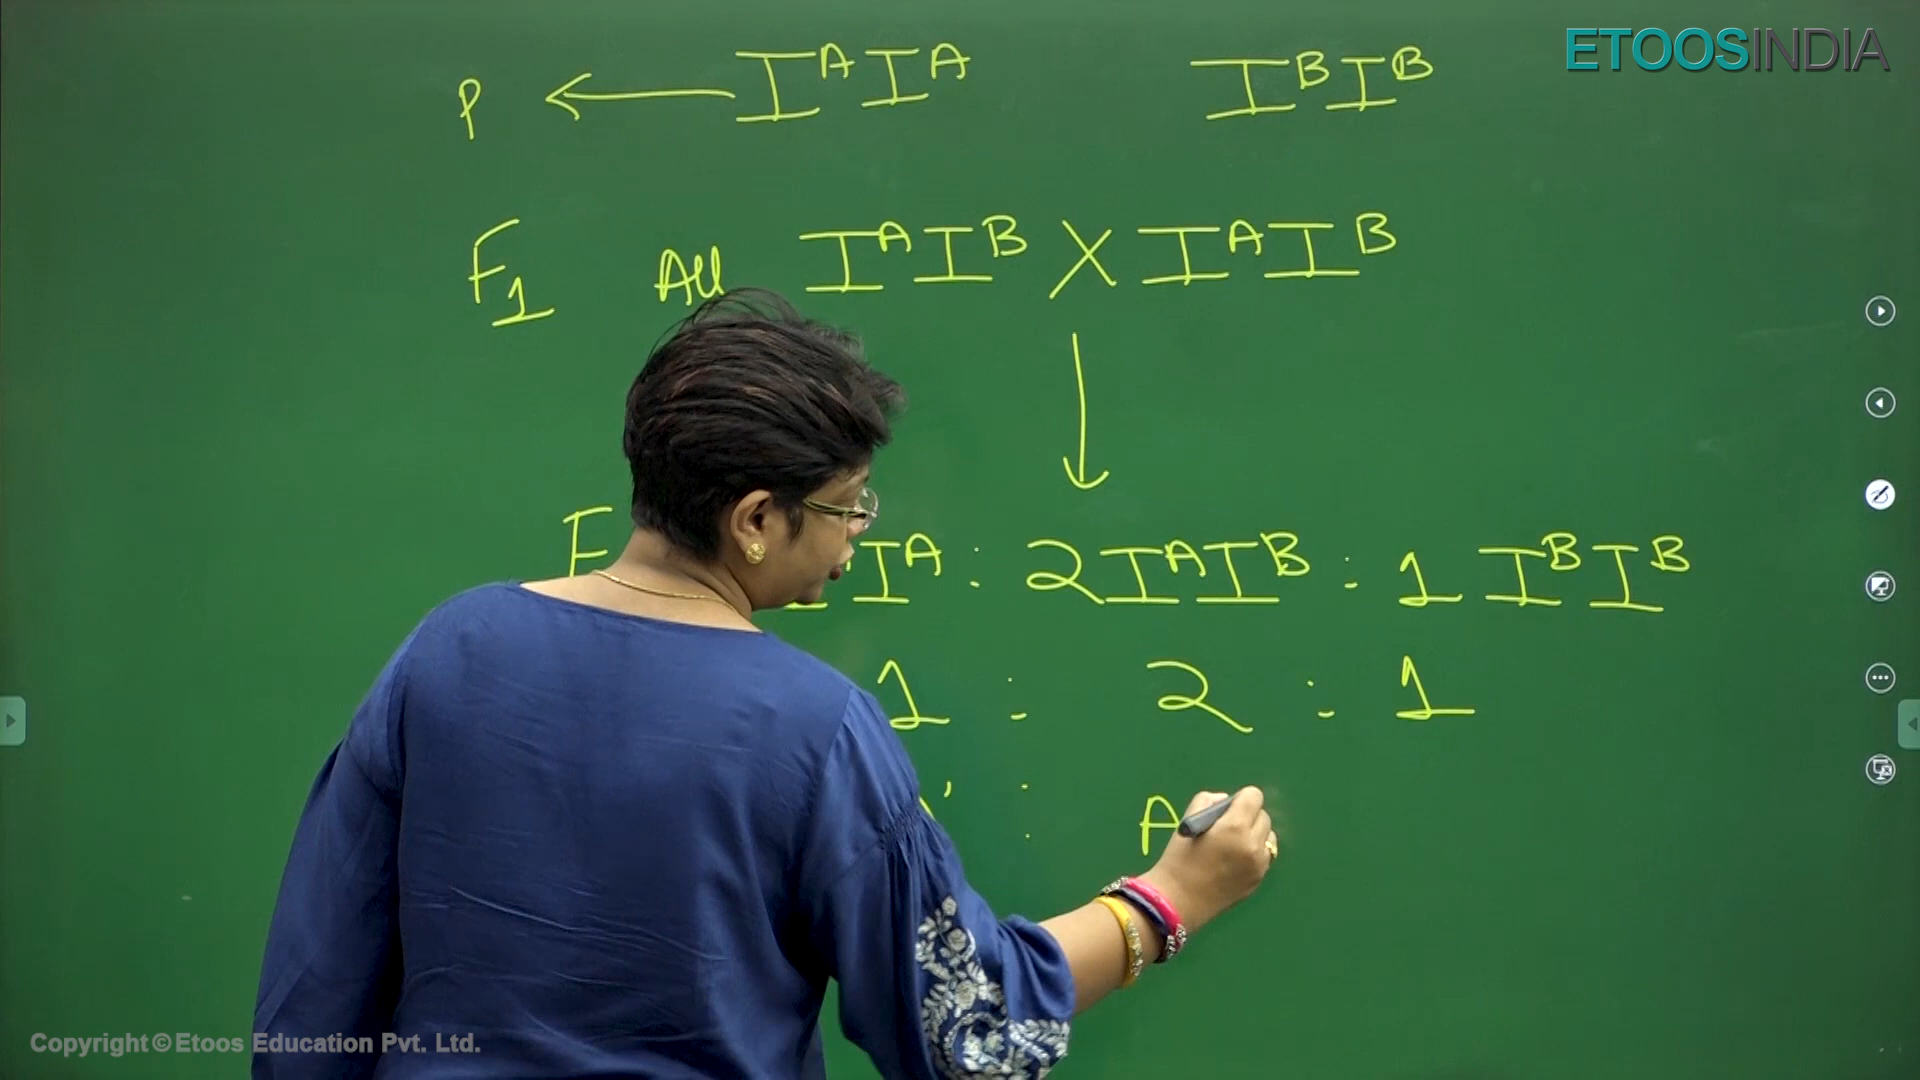 ETOOSINDIA
P ← IᴬIᴬ IᴮIᴮ
F₁ All IᴬIᴮ X IᴬIᴮ
F Iᴬ : 2IᴬIᴮ : 1 IᴮIᴮ
1 : 2 : 1
: A
Copyright © Etoos Education Pvt. Ltd.